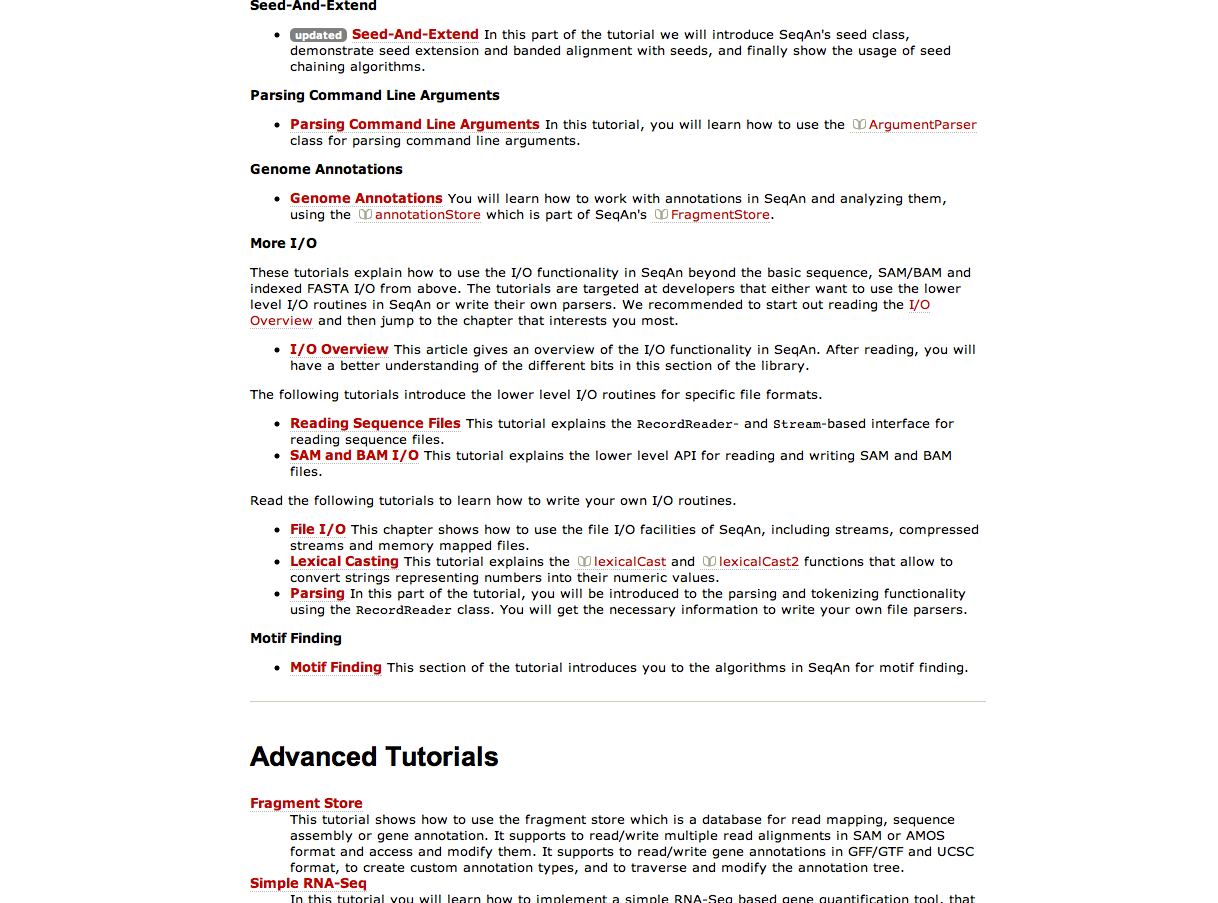 Seed-And-Extend
updated Seed-And-Extend In this part of the tutorial we will introduce SeqAn's seed class,
demonstrate seed extension and banded alignment with seeds, and finally show the usage of seed
chaining algorithms.
Parsing Command Line Arguments
Parsing Command Line Arguments In this tutorial, you will learn how to use the ArgumentParser
class for parsing command line arguments.
Genome Annotations
Genome Annotations You will learn how to work with annotations in SeqAn and analyzing them,
using the annotationStore which is part of SeqAn's FragmentStore.
More I/O
These tutorials explain how to use the I/O functionality in SeqAn beyond the basic sequence, SAM/BAM and
indexed FASTA I/O from above. The tutorials are targeted at developers that either want to use the lower
level I/O routines in SeqAn or write their own parsers. We recommended to start out reading the I/O
Overview and then jump to the chapter that interests you most.
I/O Overview This article gives an overview of the I/O functionality in SeqAn. After reading, you will
have a better understanding of the different bits in this section of the library.
The following tutorials introduce the lower level I/O routines for specific file formats.
Reading Sequence Files This tutorial explains the RecordReader- and Stream-based interface for
reading sequence files.
SAM and BAM I/O This tutorial explains the lower level API for reading and writing SAM and BAM
files.
Read the following tutorials to learn how to write your own I/O routines.
File I/O This chapter shows how to use the file I/O facilities of SeqAn, including streams, compressed
streams and memory mapped files.
Lexical Casting This tutorial explains the lexicalCast and lexicalCast2 functions that allow to
convert strings representing numbers into their numeric values.
Parsing In this part of the tutorial, you will be introduced to the parsing and tokenizing functionality
using the RecordReader class. You will get the necessary information to write your own file parsers.
Motif Finding
Motif Finding This section of the tutorial introduces you to the algorithms in SeqAn for motif finding.
Advanced Tutorials
Fragment Store
This tutorial shows how to use the fragment store which is a database for read mapping, sequence
assembly or gene annotation. It supports to read/write multiple read alignments in SAM or AMOS
format and access and modify them. It supports to read/write gene annotations in GFF/GTF and UCSC
format, to create custom annotation types, and to traverse and modify the annotation tree.
Simple RNA-Seq
In this tutorial you will learn how to implement a simple RNA-Seq based gene quantification tool, that